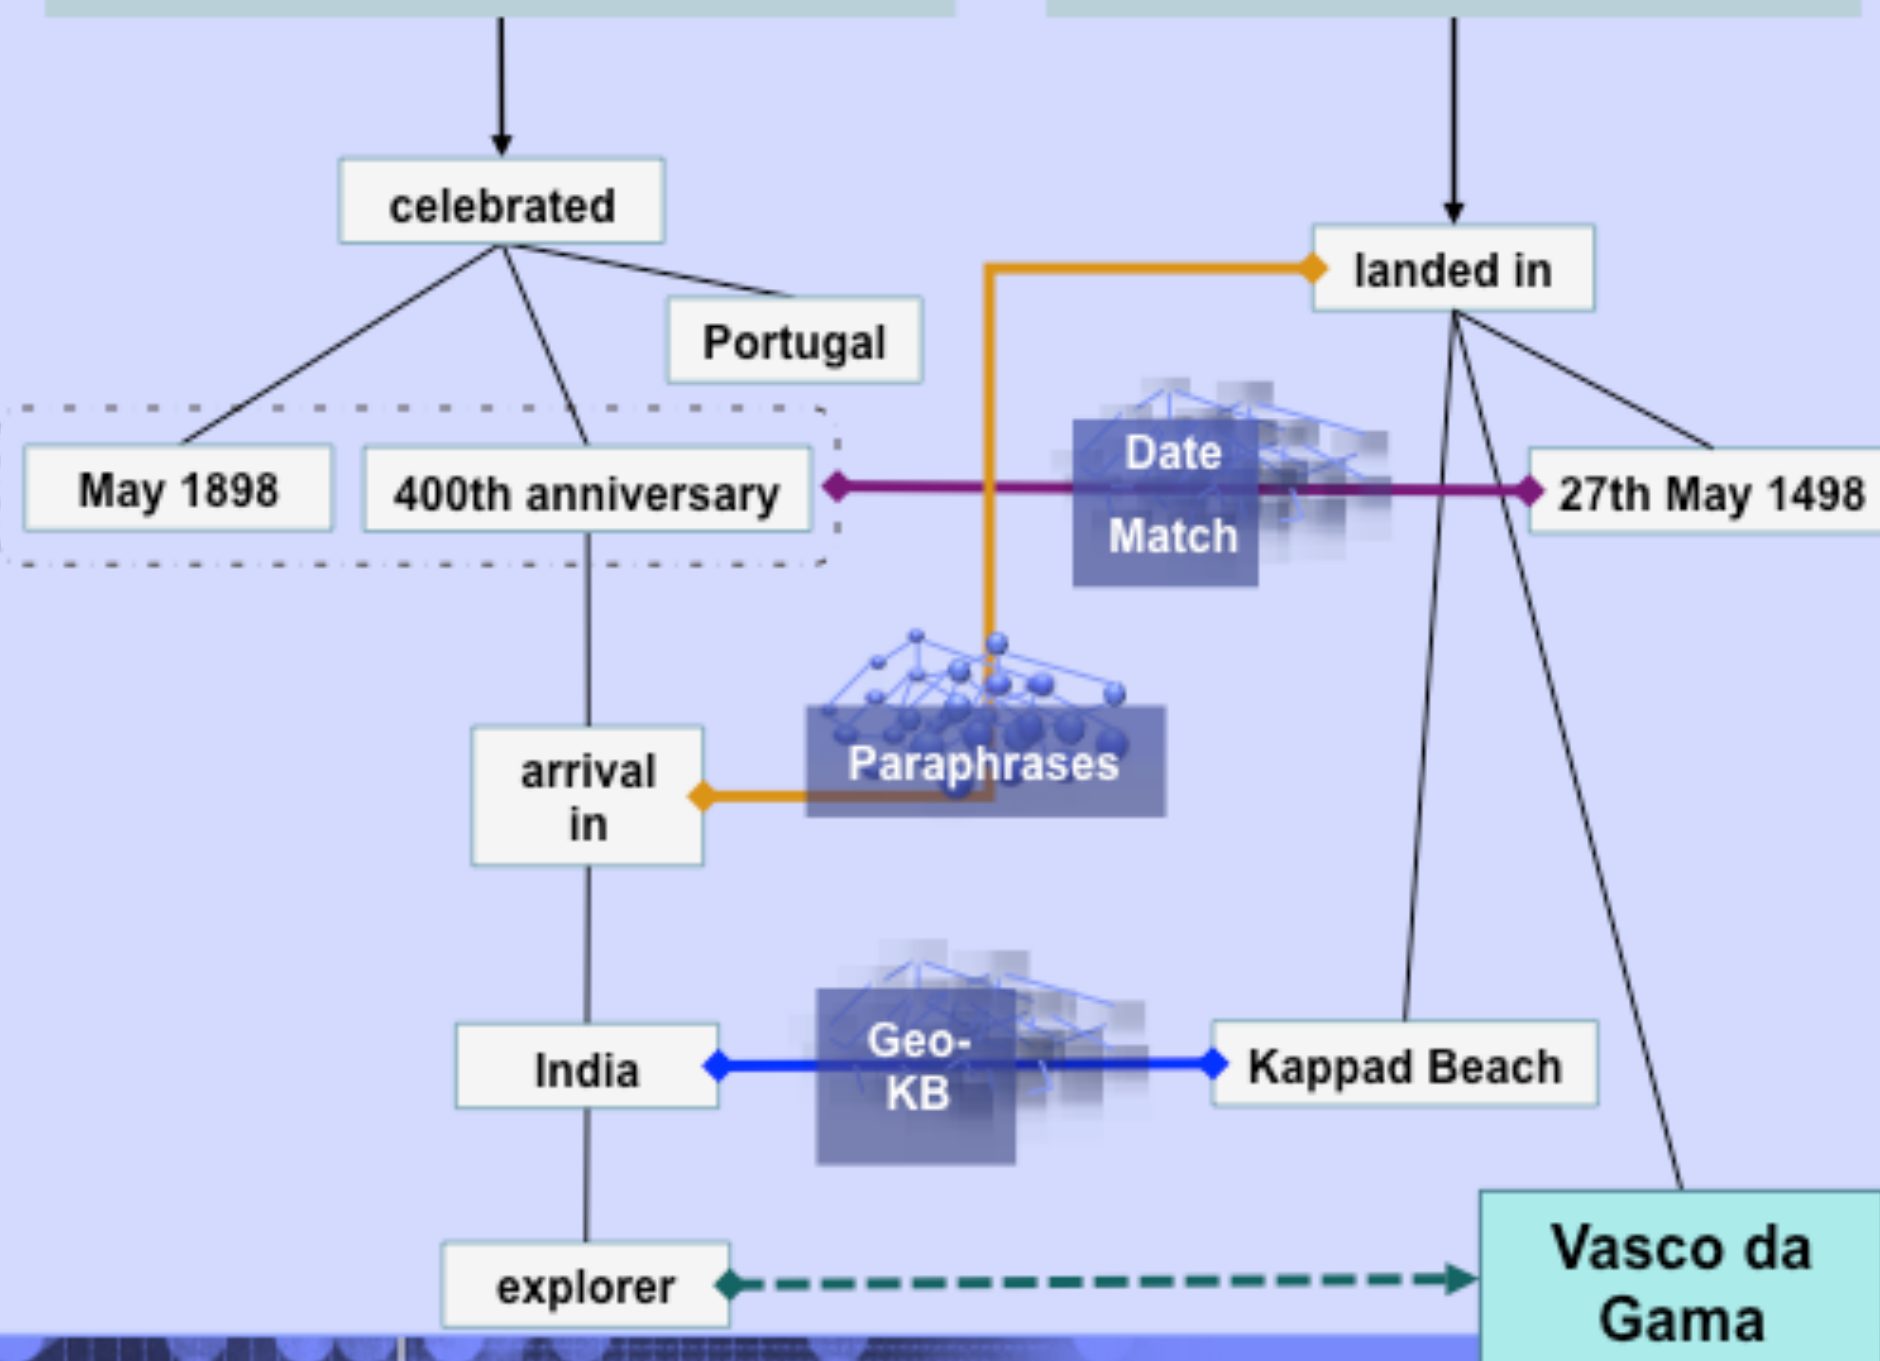 celebrated
landed in
Portugal
May 1898
400th anniversary
Date
Match
27th May 1498
arrival
in
Paraphrases
India
Geo-
KB
Kappad Beach
explorer
Vasco da
Gama